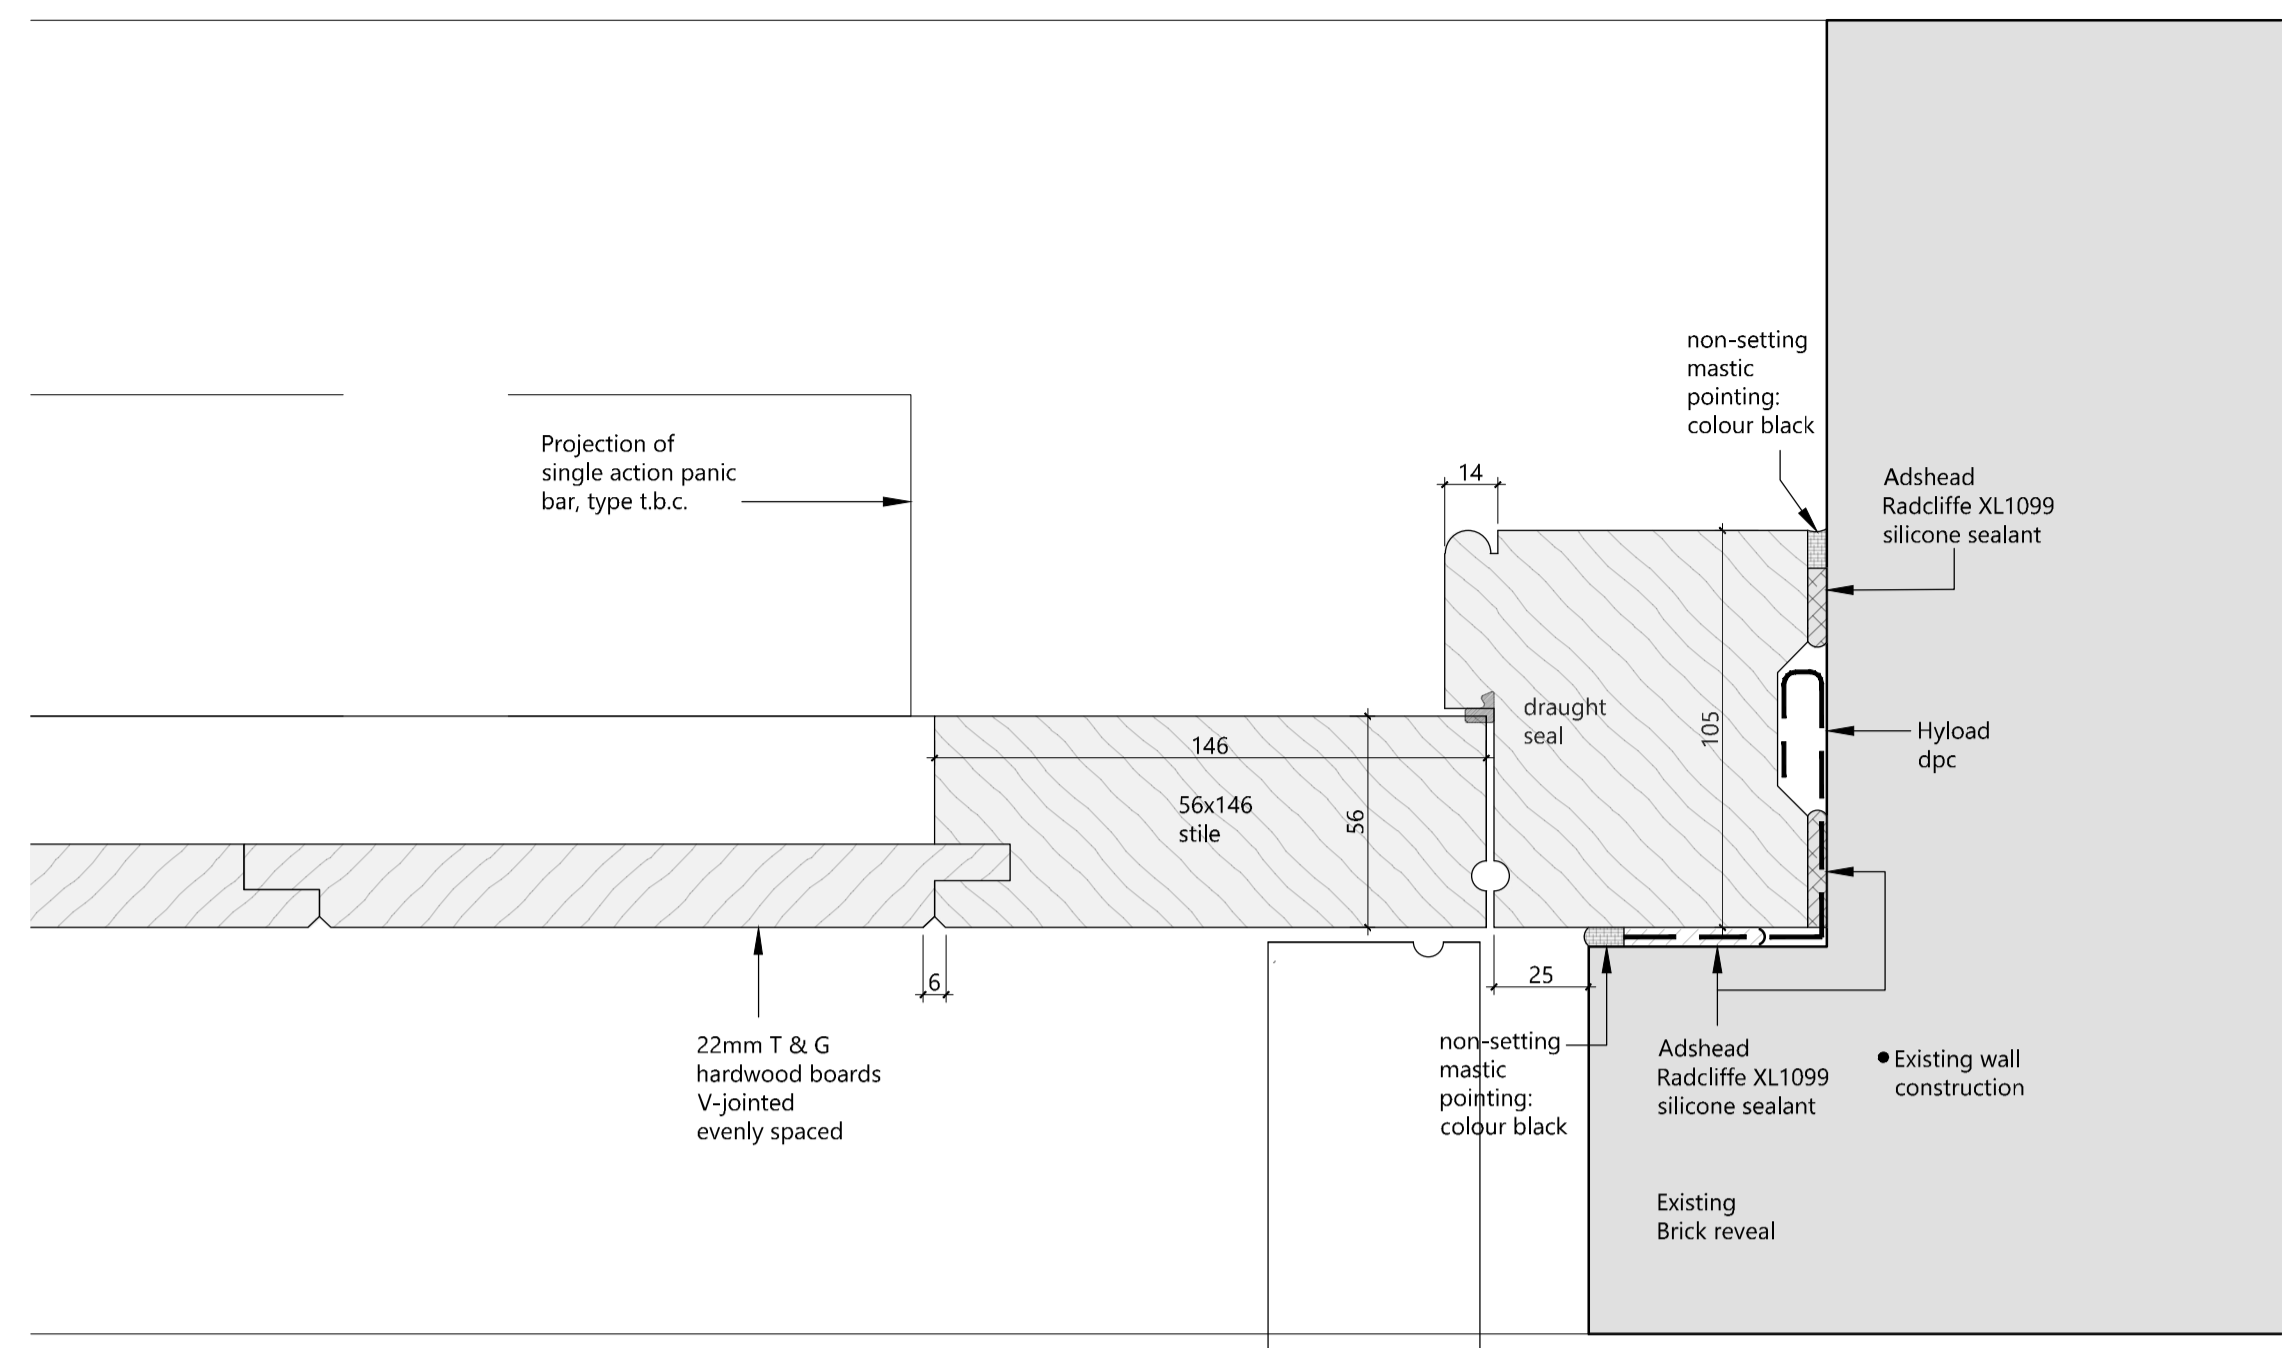 non-setting
mastic
pointing:
colour black
Projection of
single action panic
bar, type t.b.c.
14
Adshead
Radcliffe XL1099
silicone sealant
draught
seal
105
Hyload
dpc
146
56x146
stile
56
6
25
22mm T & G
hardwood boards
V-jointed
evenly spaced
non-setting
mastic
pointing:
colour black
Adshead
Radcliffe XL1099
silicone sealant
Existing wall
construction
Existing
Brick reveal